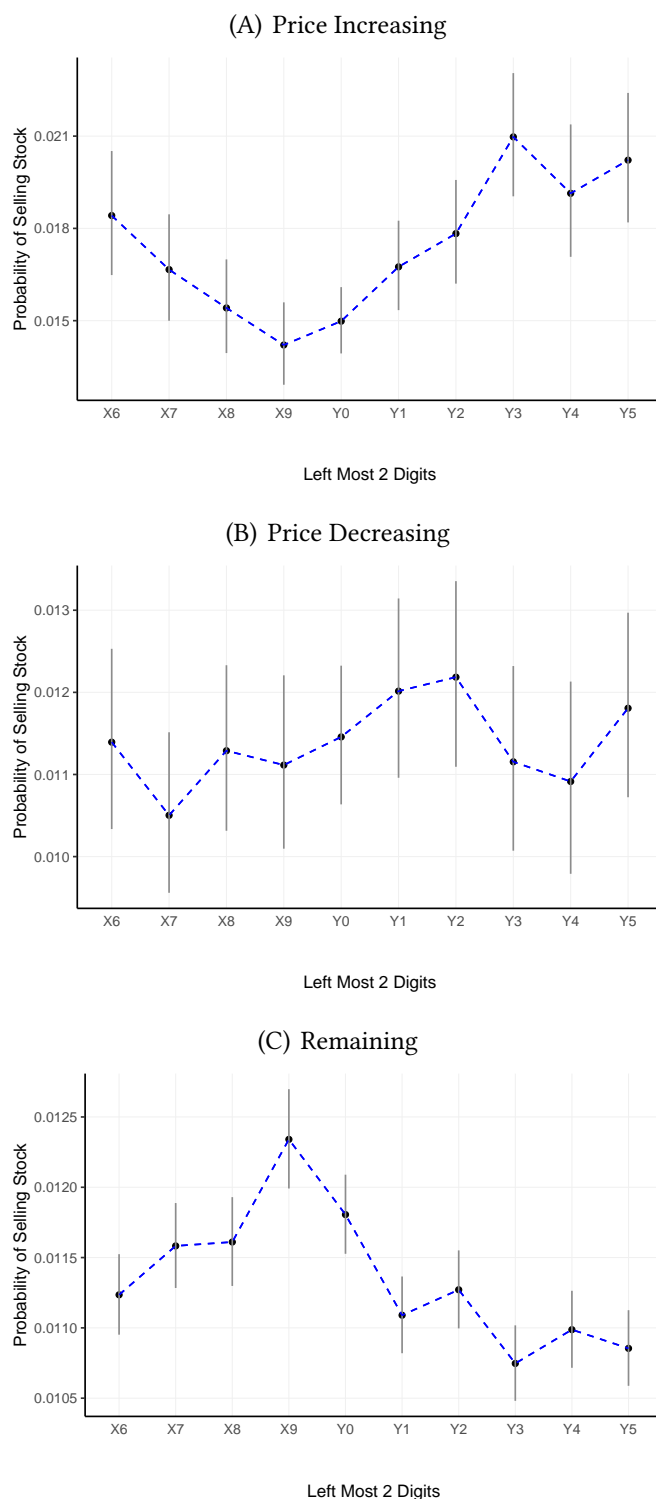 (A) Price Increasing
Probability of Selling Stock
0.021
0.018
0.015
X6 X7 X8 X9 Y0 Y1 Y2 Y3 Y4 Y5
Left Most 2 Digits
(B) Price Decreasing
Probability of Selling Stock
0.013
0.012
0.011
0.010
X6 X7 X8 X9 Y0 Y1 Y2 Y3 Y4 Y5
Left Most 2 Digits
(C) Remaining
Probability of Selling Stock
0.0125
0.0120
0.0115
0.0110
0.0105
X6 X7 X8 X9 Y0 Y1 Y2 Y3 Y4 Y5
Left Most 2 Digits